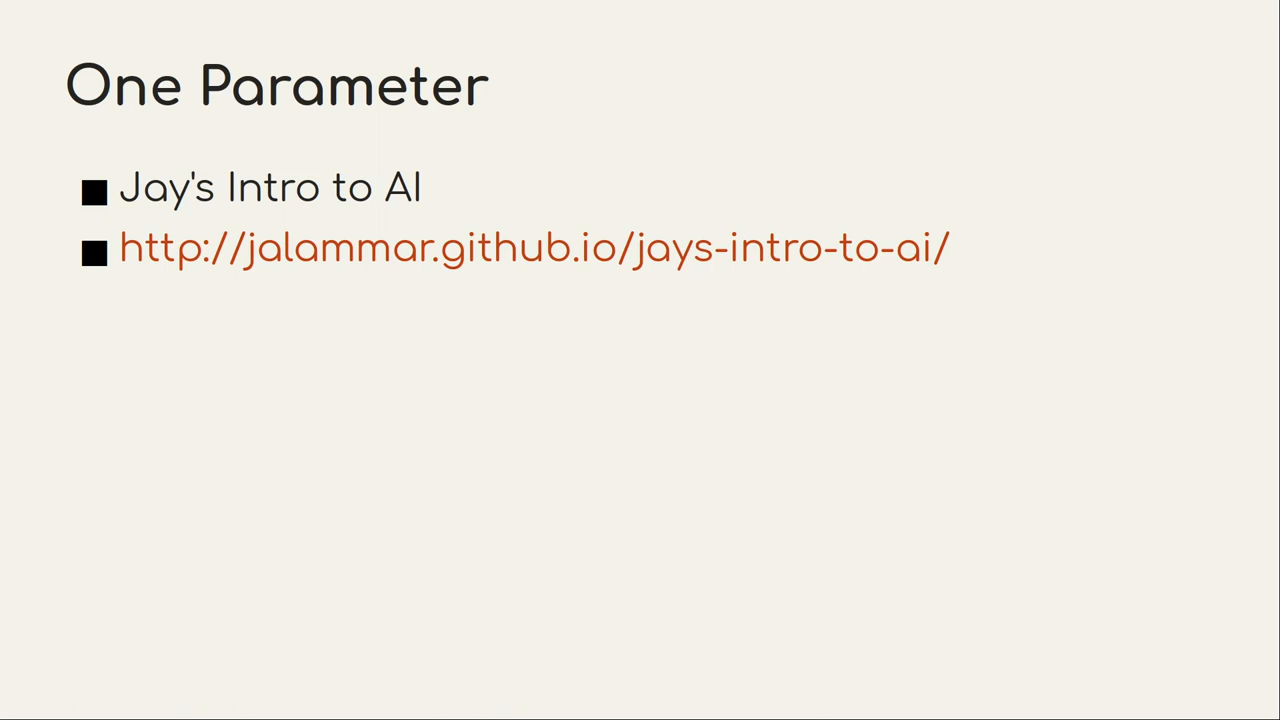 One Parameter
Jay's Intro to AI
http://jalammar.github.io/jays-intro-to-ai/